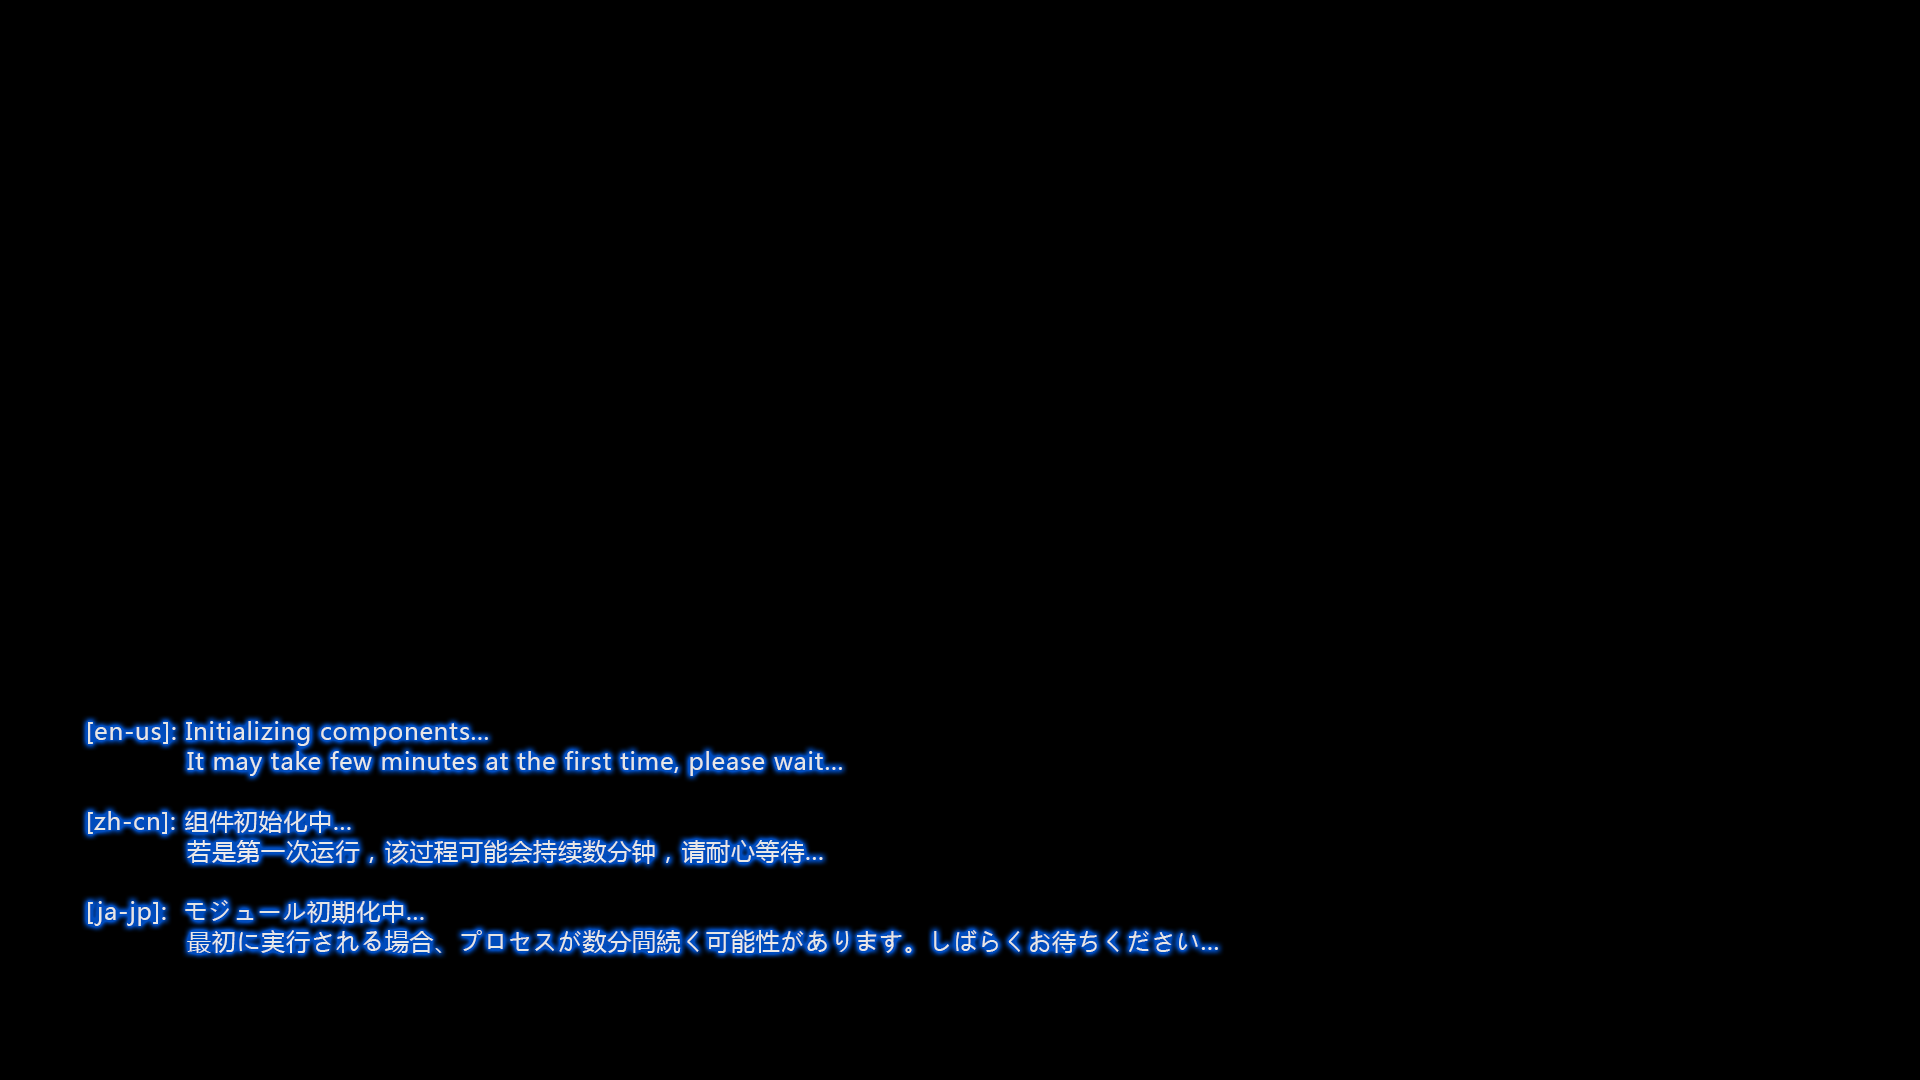 [en-us]: Initializing components...
It may take few minutes at the first time, please wait...
[zh-cn]: 组件初始化中...
若是第一次运行，该过程可能会持续数分钟，请耐心等待...
[ja-jp]: モジュール初期化中...
最初に実行される場合、プロセスが数分間続く可能性があります。しばらくお待ちください...